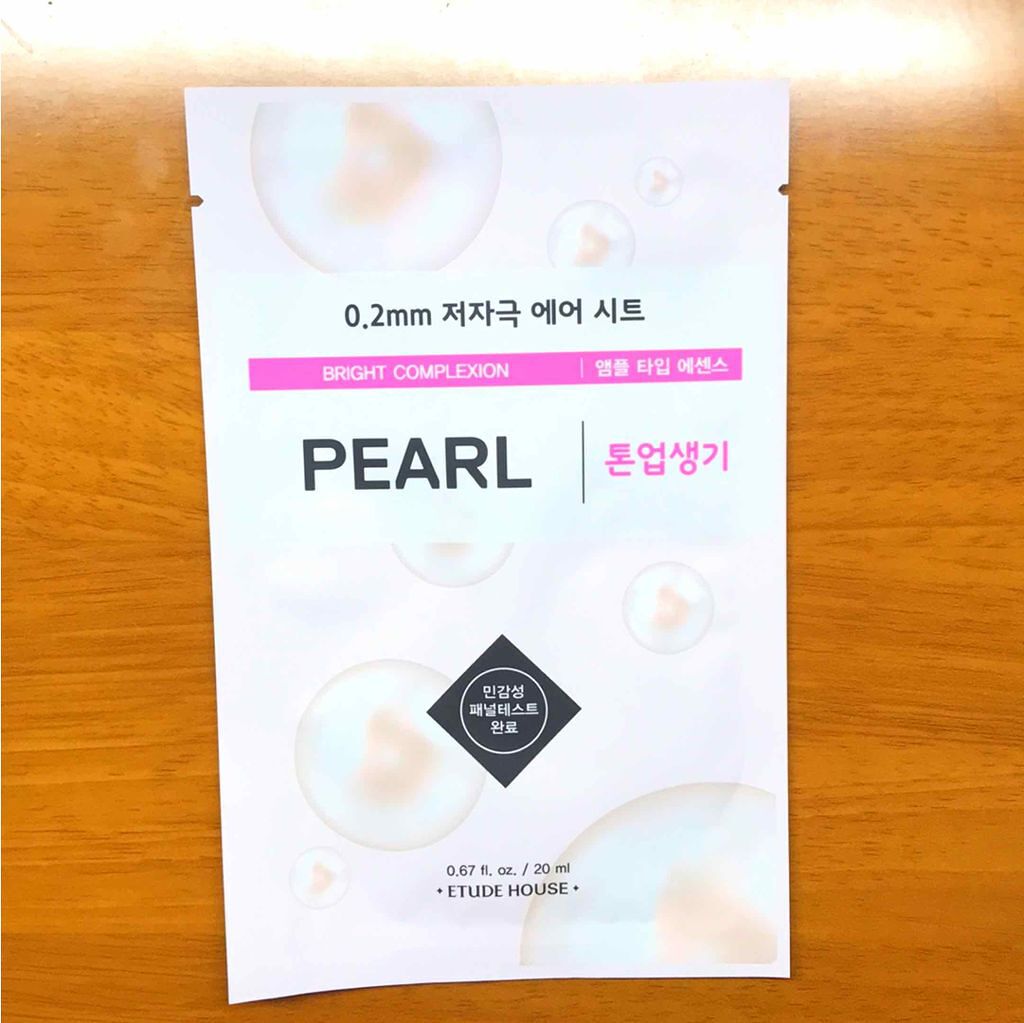 0.2mm 저자극 에어 시트
BRIGHT COMPLEXION | 앰플 타입 에센스
PEARL | 톤업생기
민감성
패널테스트
완료
0.67 fl. oz. / 20 ml
ETUDE HOUSE